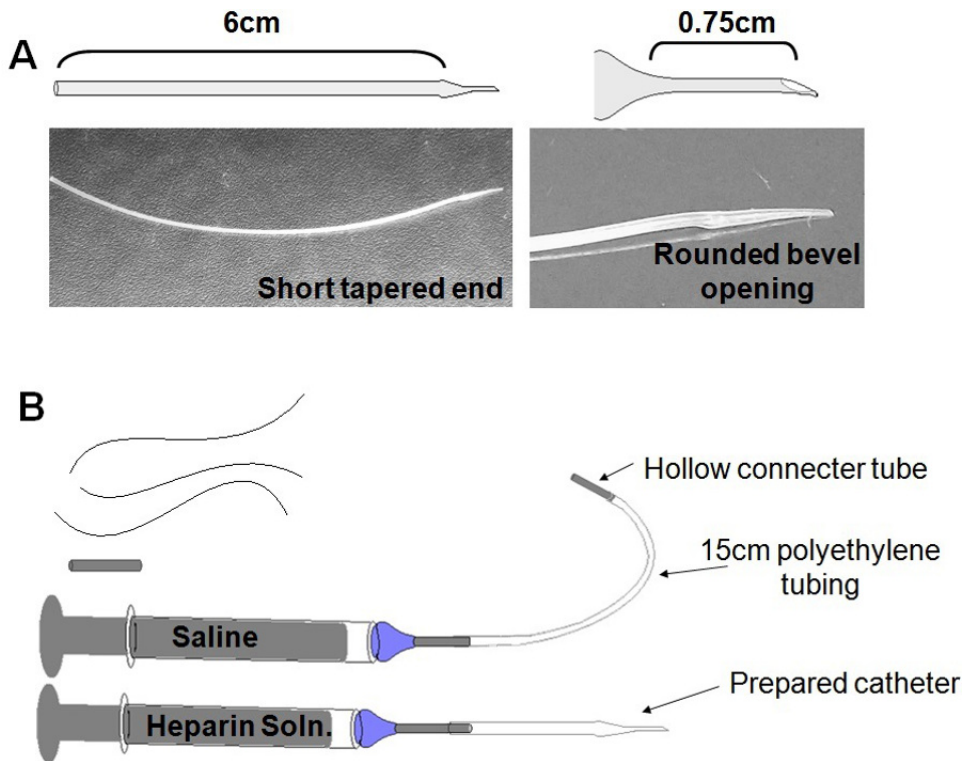 6cm
0.75cm
A
Short tapered end
Rounded bevel
opening
B
Hollow connecter tube
15cm polyethylene
tubing
Saline
Prepared catheter
Heparin Soln.